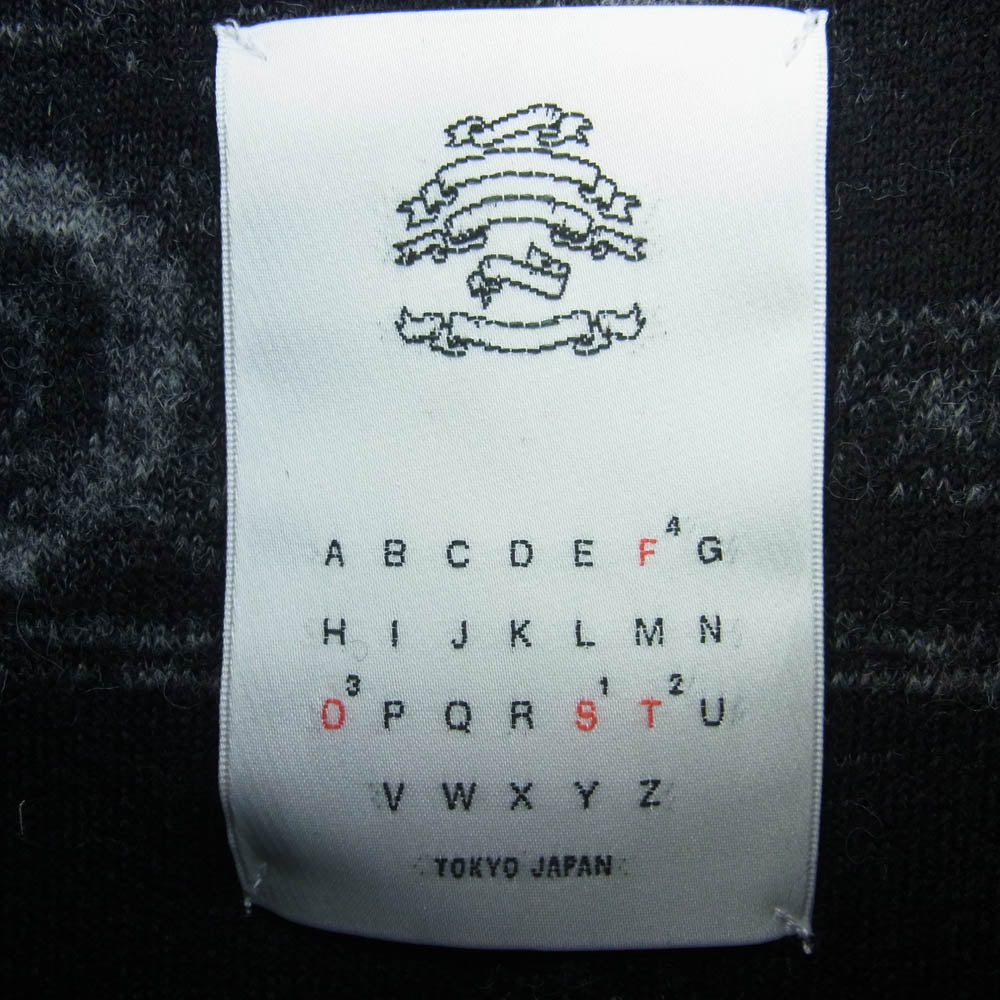 A B C D E F 4 G
H I J K L M N
O 3 P Q R S 1 T 2 U
V W X Y Z
TOKYO JAPAN